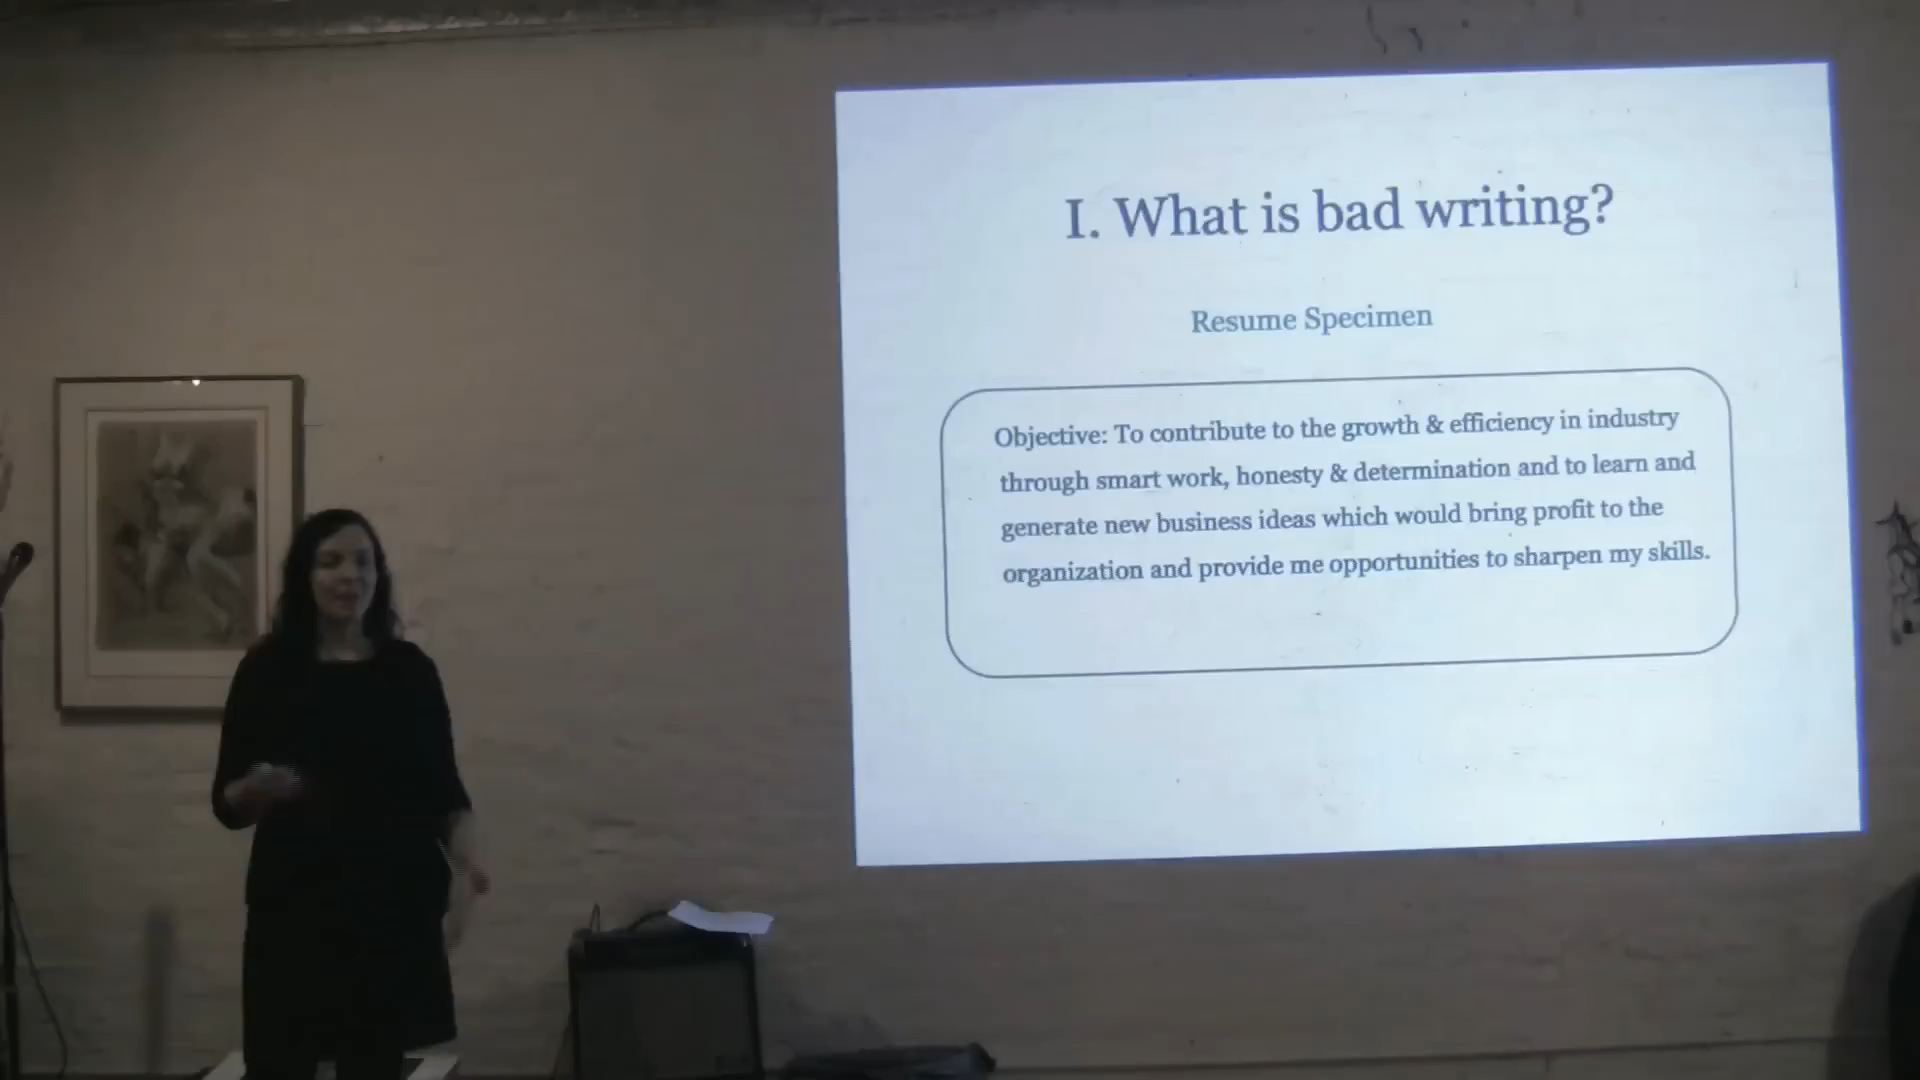 I. What is bad writing?
Resume Specimen
Objective: To contribute to the growth & efficiency in industry
through smart work, honesty & determination and to learn and
generate new business ideas which would bring profit to the
organization and provide me opportunities to sharpen my skills.